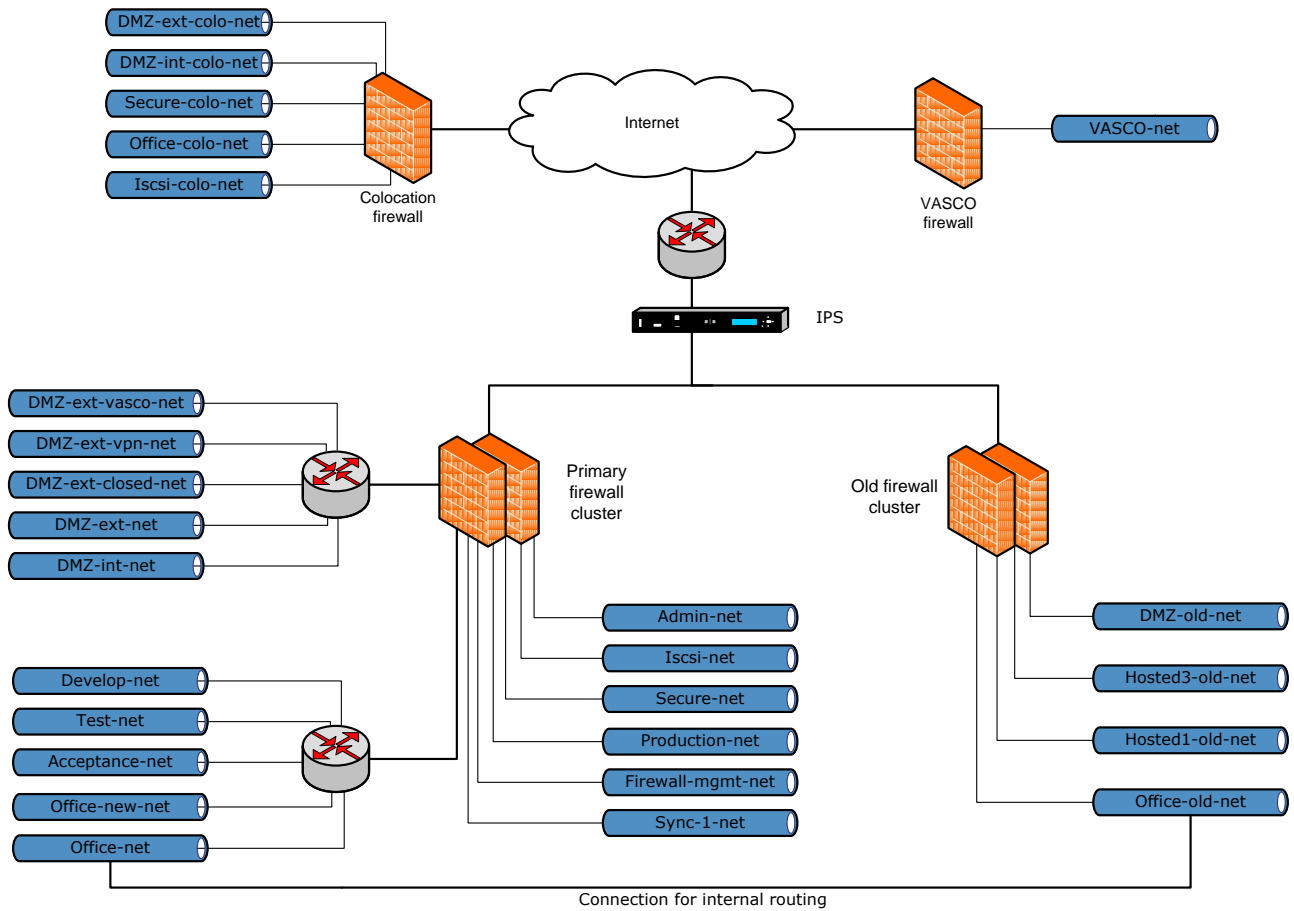 DMZ-ext-colo-net
DMZ-int-colo-net
Secure-colo-net
Office-colo-net
Iscsi-colo-net
Colocation
firewall
Internet
VASCO
firewall
VASCO-net
IPS
DMZ-ext-vasco-net
DMZ-ext-vpn-net
DMZ-ext-closed-net
DMZ-ext-net
DMZ-int-net
Primary
firewall
cluster
Old firewall
cluster
Develop-net
Test-net
Acceptance-net
Office-new-net
Office-net
Admin-net
Iscsi-net
Secure-net
Production-net
Firewall-mgmt-net
Sync-1-net
DMZ-old-net
Hosted3-old-net
Hosted1-old-net
Office-old-net
Connection for internal routing